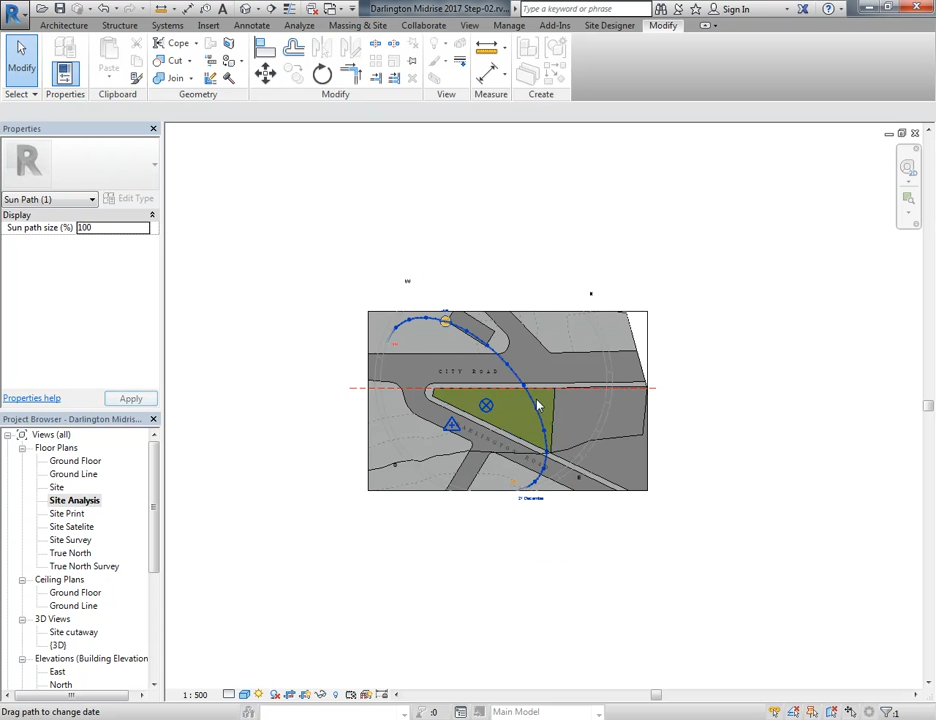 Darlington Midrise 2017 Step-02.rv...
Type a keyword or phrase
Sign In
Architecture Structure Systems Insert Annotate Analyze Massing & Site Collaborate View Manage Add-Ins Site Designer Modify
Modify
Paste
Cope
Cut
Join
Select Properties Clipboard Geometry Modify View Measure Create
Properties
Sun Path (1)
Edit Type
Display
Sun path size (%) 100
Properties help
Apply
Project Browser - Darlington Midris...
Views (all)
Floor Plans
Ground Floor
Ground Line
Site
Site Analysis
Site Print
Site Satellite
Site Survey
True North
True North Survey
Ceiling Plans
Ground Floor
Ground Line
3D Views
Site cutaway
{3D}
Elevations (Building Elevation
East
North
W
CITY ROAD
DARLINGTON ROAD
21 December
1 : 500
Drag path to change date
:0
Main Model
:1